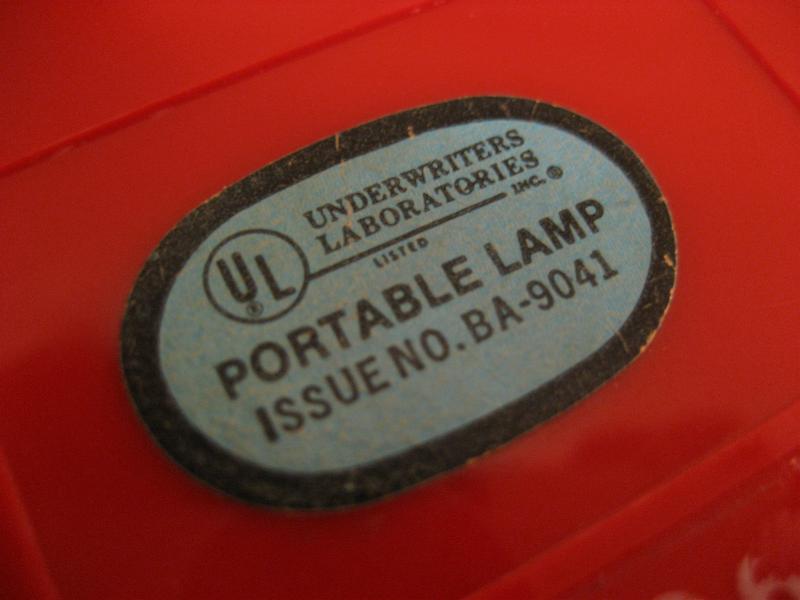 UNDERWRITERS
LABORATORIES
INC.®
LISTED
UL®
PORTABLE LAMP
ISSUE NO. BA-9041